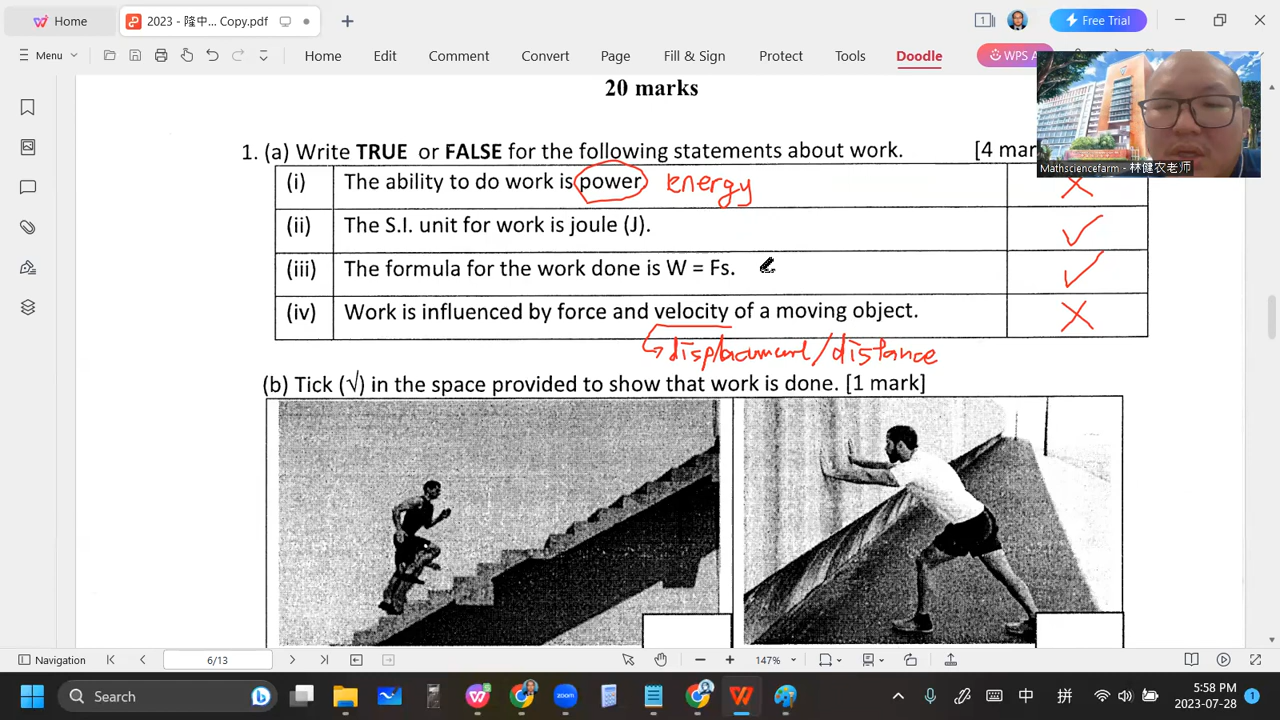 Home
2023 - 隆中... Copy.pdf
1
Free Trial
Menu
Home Edit Comment Convert Page Fill & Sign Protect Tools Doodle WPS A
20 marks
1. (a) Write TRUE or FALSE for the following statements about work. [4 mar
(i) The ability to do work is power energy
(ii) The S.I. unit for work is joule (J).
(iii) The formula for the work done is W = Fs.
(iv) Work is influenced by force and velocity of a moving object.
displacement/distance
(b) Tick (√) in the space provided to show that work is done. [1 mark]
Mathsciencefarm - 林健农老师
Navigation
6/13
147%
Search
中
拼
5:58 PM
2023-07-28
1